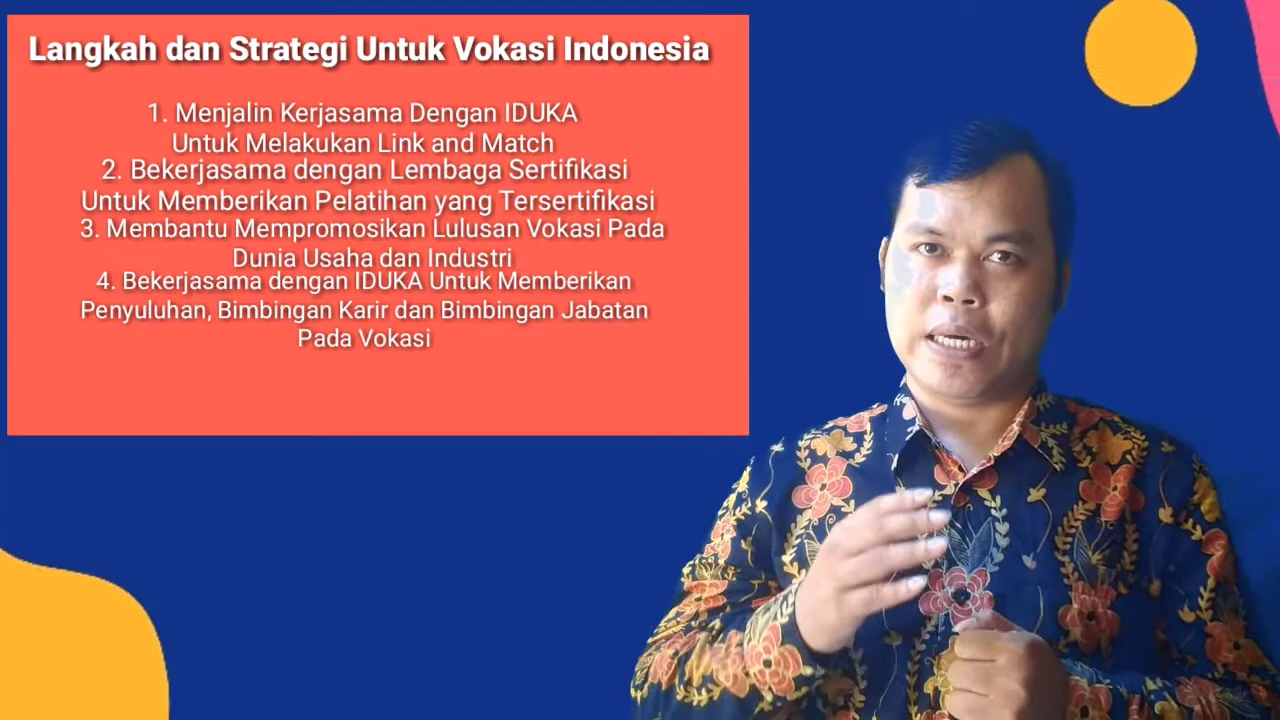 Langkah dan Strategi Untuk Vokasi Indonesia
1. Menjalin Kerjasama Dengan IDUKA
Untuk Melakukan Link and Match
2. Bekerjasama dengan Lembaga Sertifikasi
Untuk Memberikan Pelatihan yang Tersertifikasi
3. Membantu Mempromosikan Lulusan Vokasi Pada
Dunia Usaha dan Industri
4. Bekerjasama dengan IDUKA Untuk Memberikan
Penyuluhan, Bimbingan Karir dan Bimbingan Jabatan
Pada Vokasi